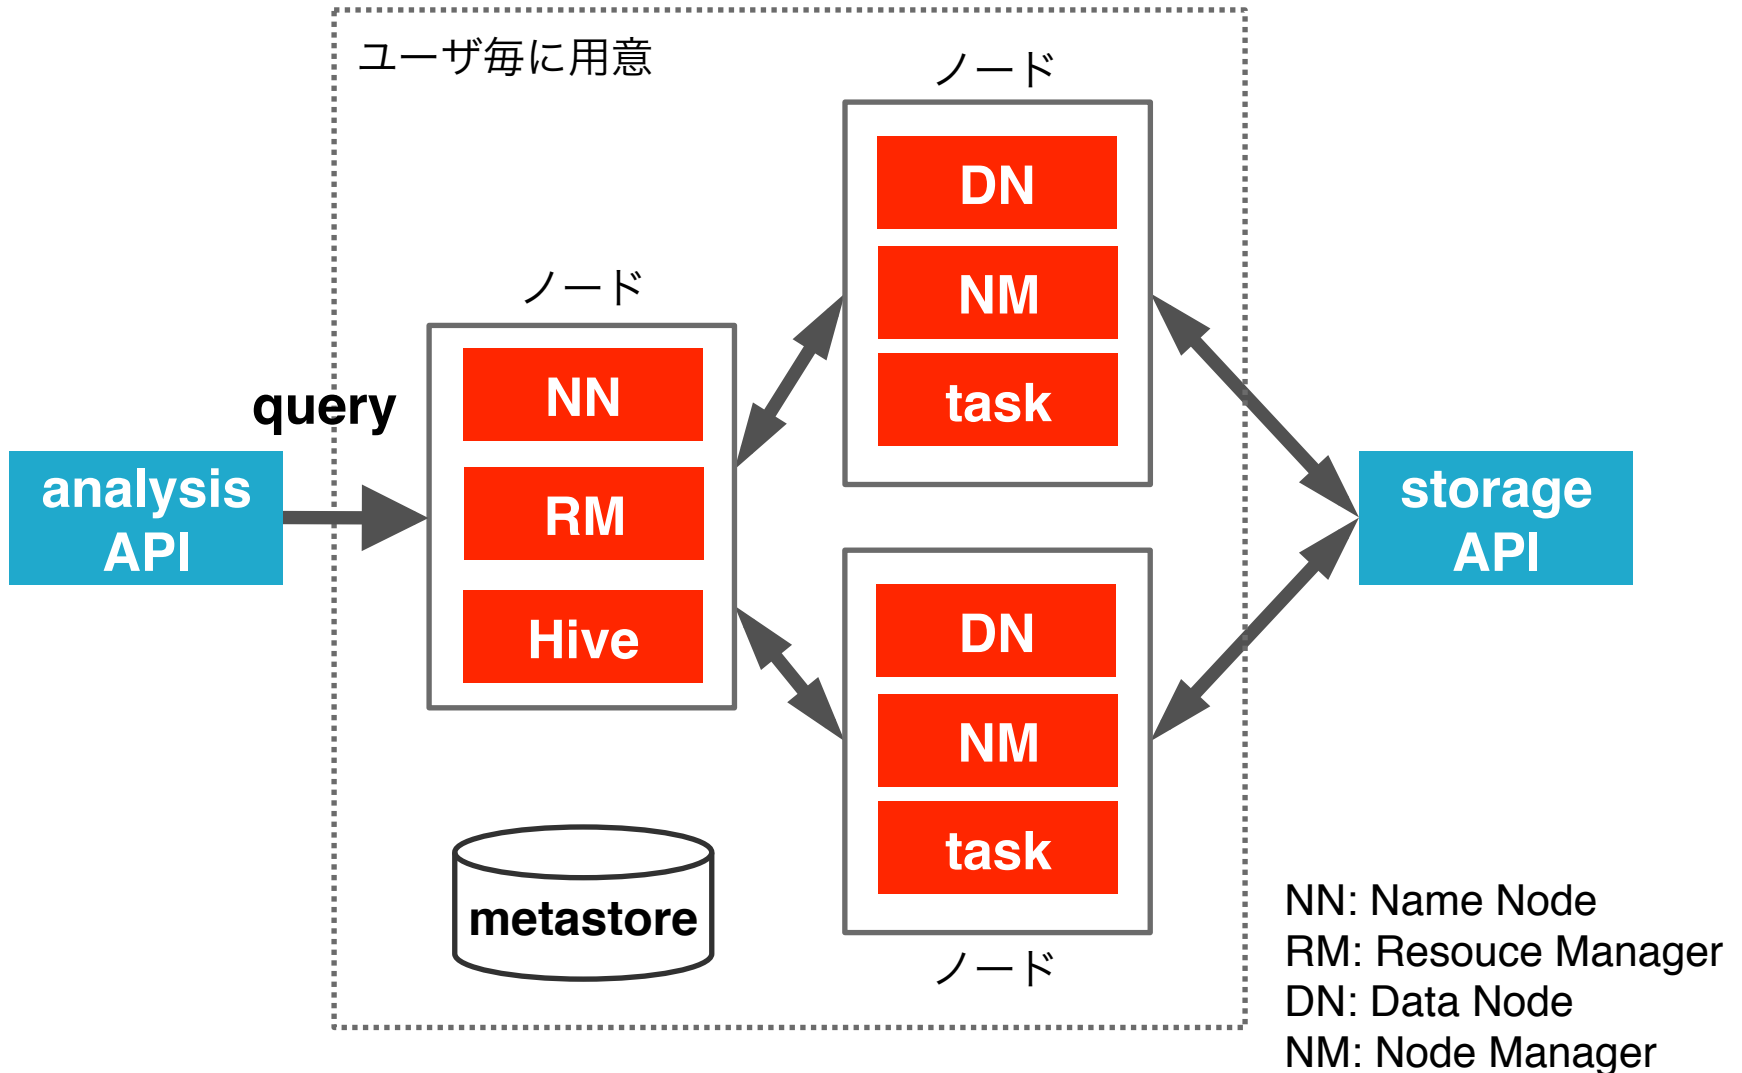 ユーザ毎に用意
ノード
DN
NM
task
ノード
NN
RM
Hive
query
analysis
API
storage
API
DN
NM
task
ノード
metastore
NN: Name Node
RM: Resouce Manager
DN: Data Node
NM: Node Manager